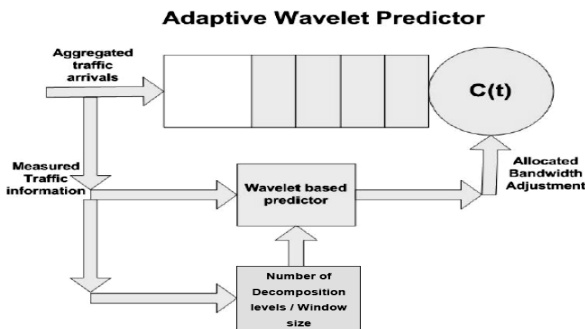 Adaptive Wavelet Predictor
Aggregated
traffic
arrivals
C(t)
Measured
Traffic
information
Wavelet based
predictor
Allocated
Bandwidth
Adjustment
Number of
Decomposition
levels / Window
size